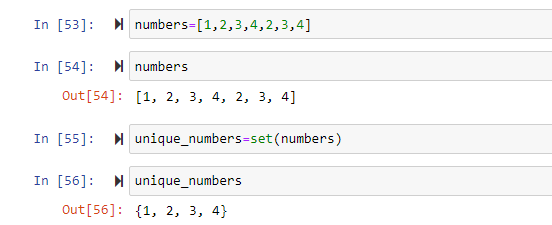 In [53]: numbers=[1,2,3,4,2,3,4]
In [54]: numbers
Out[54]: [1, 2, 3, 4, 2, 3, 4]
In [55]: unique_numbers=set(numbers)
In [56]: unique_numbers
Out[56]: {1, 2, 3, 4}